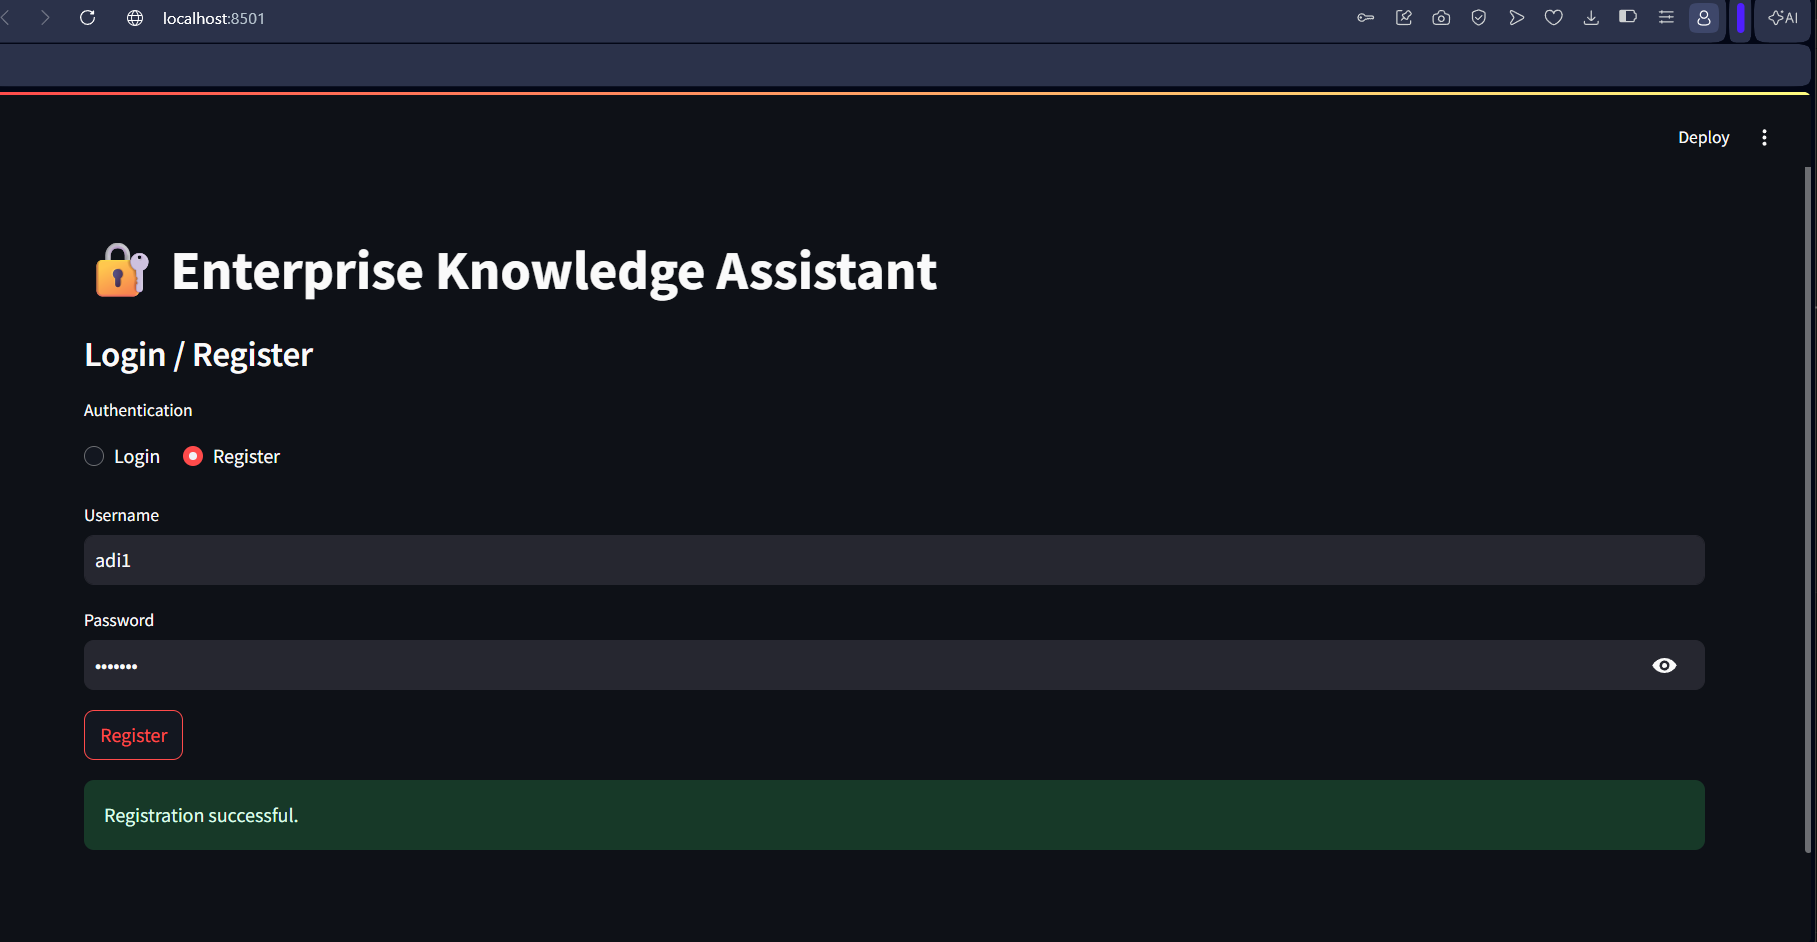 localhost:8501
AI
Deploy
Enterprise Knowledge Assistant
Login / Register
Authentication
Login Register
Username
adi1
Password
•••••••
Register
Registration successful.